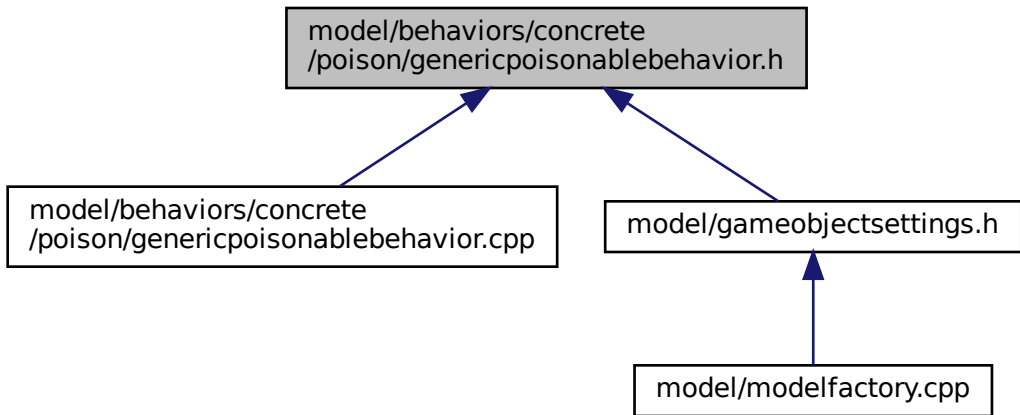 model/behaviors/concrete
/poison/genericpoisonablebehavior.h
model/behaviors/concrete
/poison/genericpoisonablebehavior.cpp
model/gameobjectsettings.h
model/modelfactory.cpp